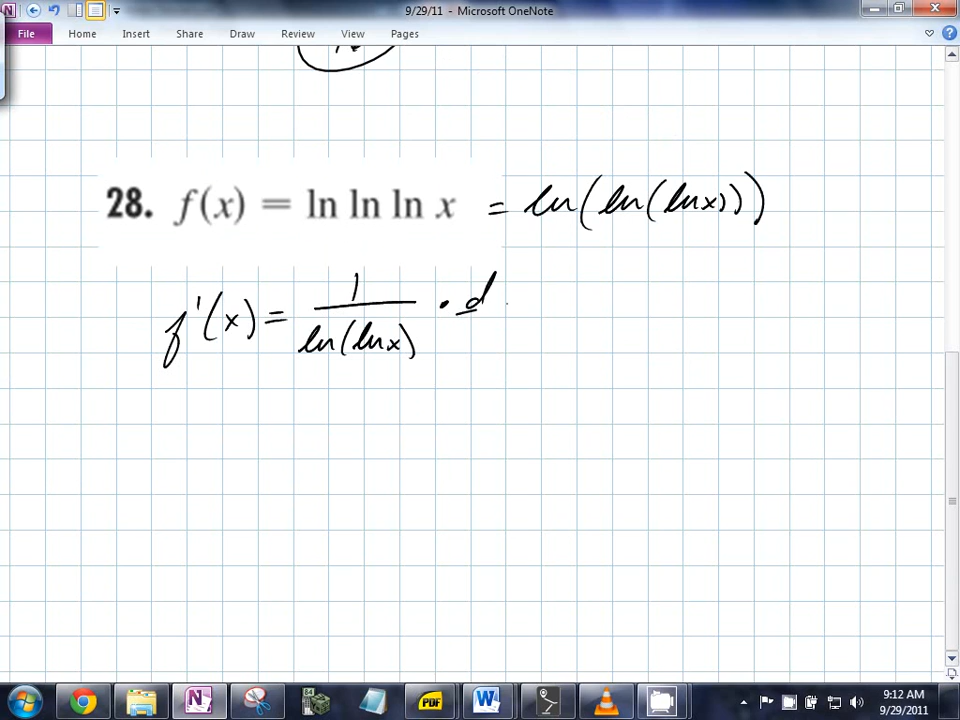 9/29/11 - Microsoft OneNote
File Home Insert Share Draw Review View Pages
28. f(x) = ln ln ln x = ln(ln(lnx))
f'(x) = 1/ln(lnx) · d
9:12 AM
9/29/2011